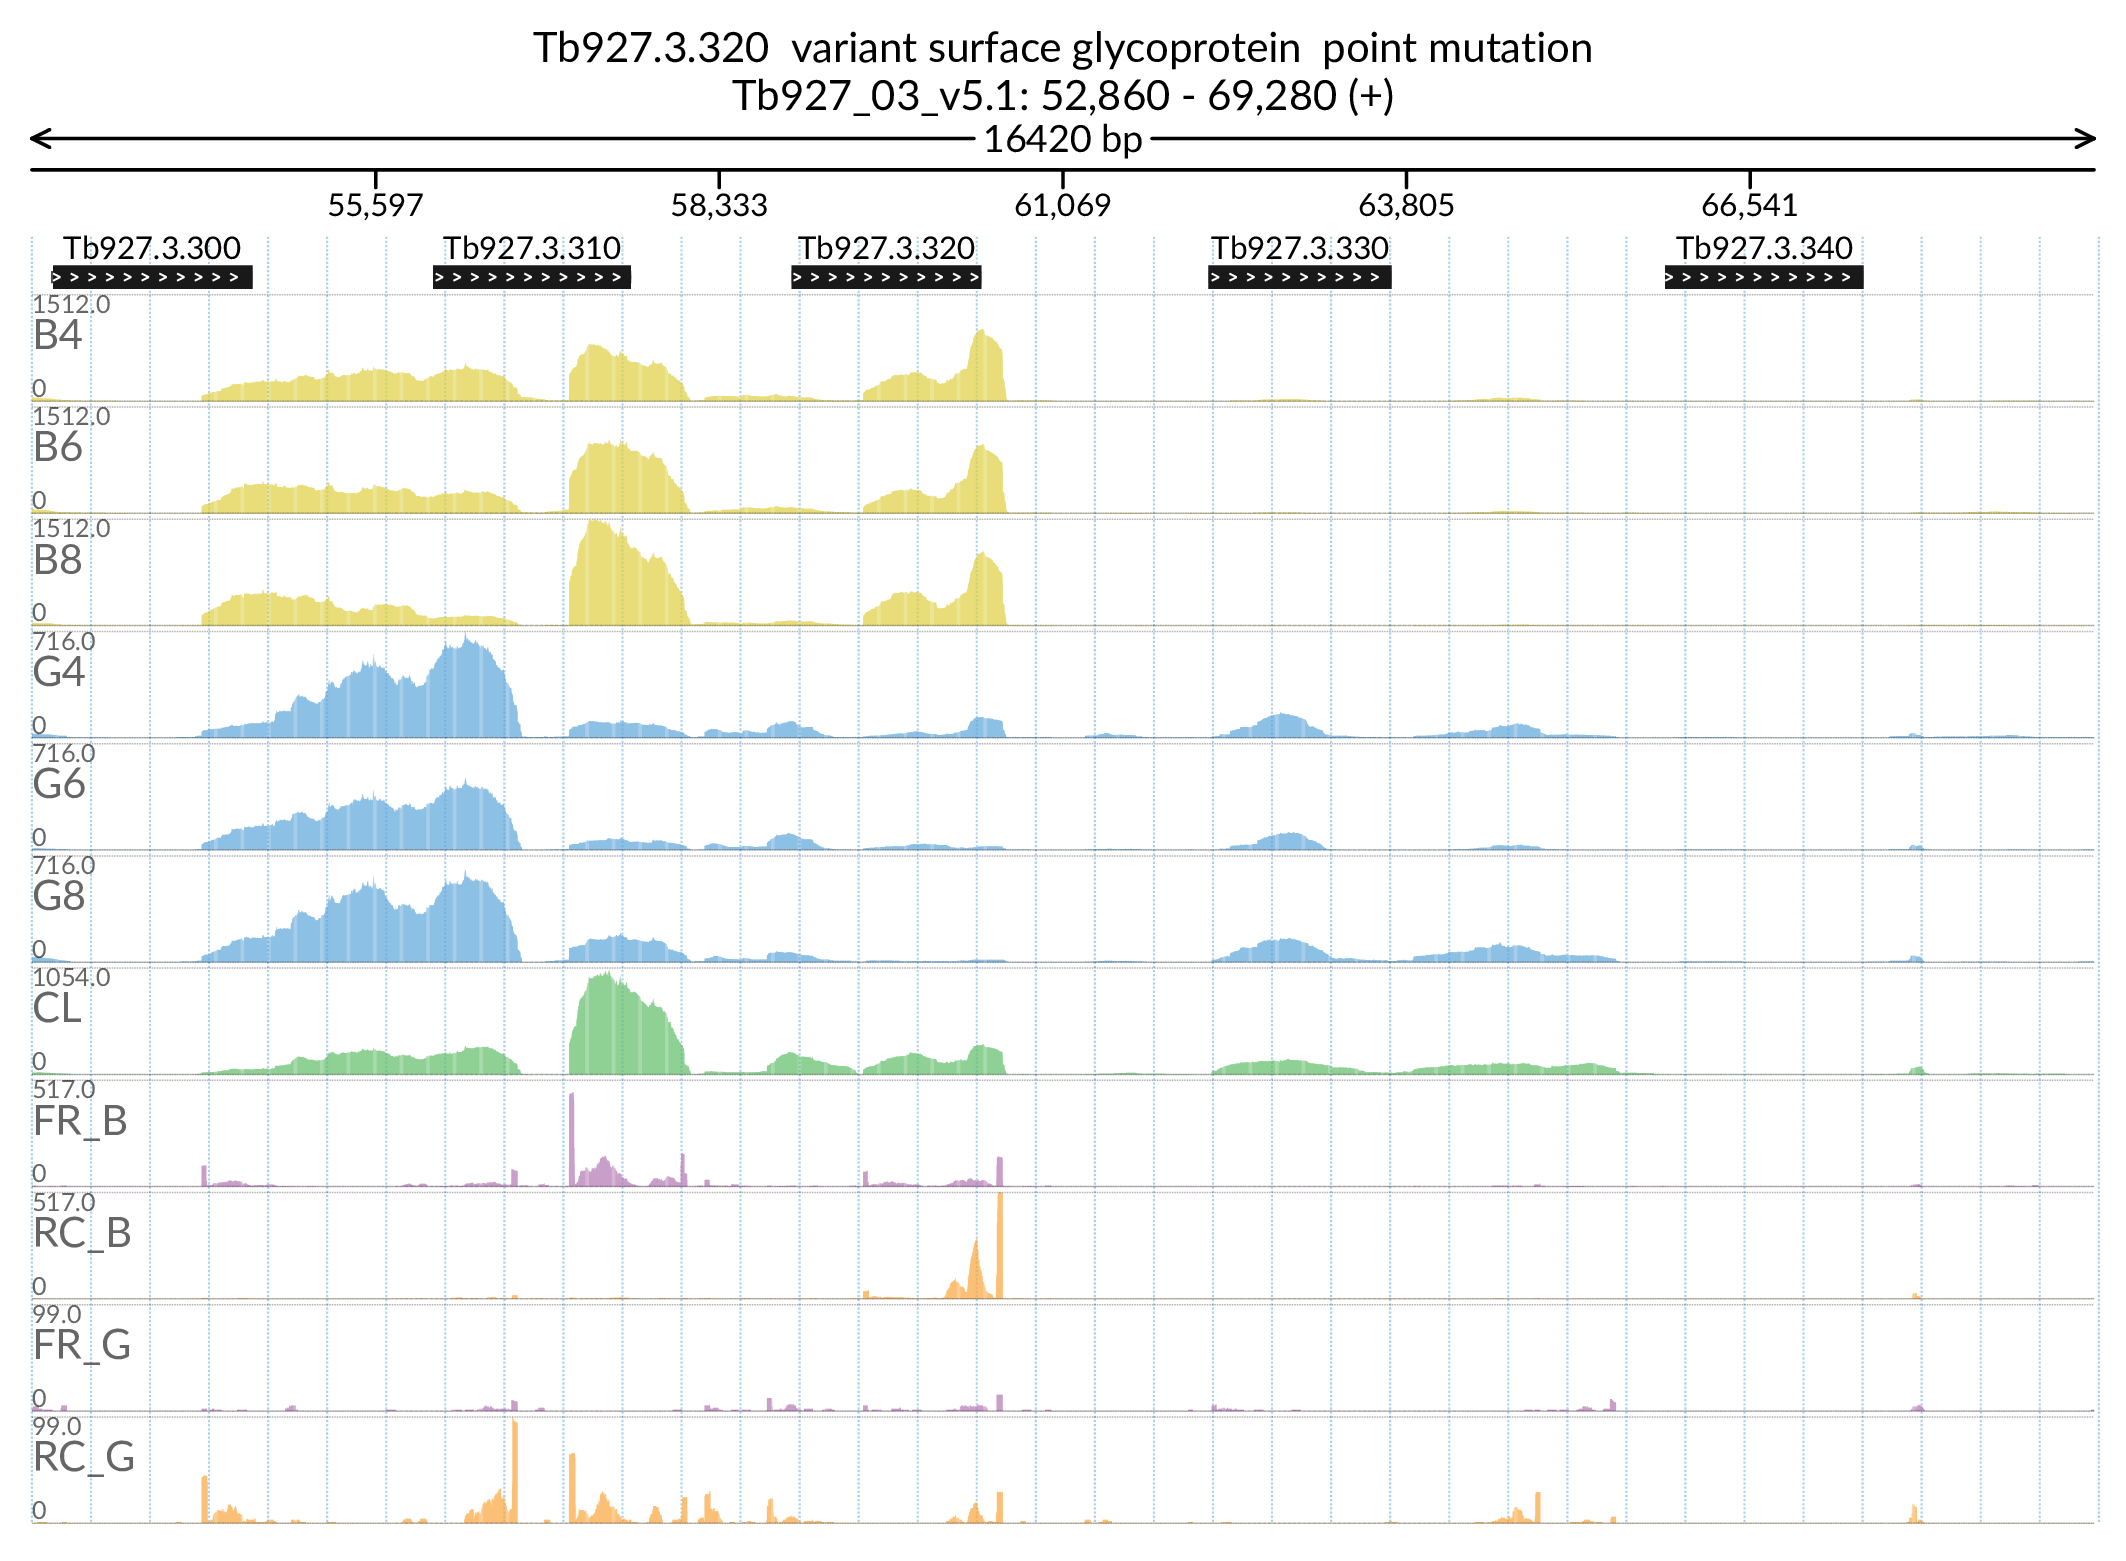 Tb927.3.320  variant surface glycoprotein  point mutation
Tb927_03_v5.1: 52,860 - 69,280 (+)
16420 bp
55,597 58,333 61,069 63,805 66,541
Tb927.3.300 Tb927.3.310 Tb927.3.320 Tb927.3.330 Tb927.3.340
1512.0
B4
0
1512.0
B6
0
1512.0
B8
0
716.0
G4
0
716.0
G6
0
716.0
G8
0
1054.0
CL
0
517.0
FR_B
0
517.0
RC_B
0
99.0
FR_G
0
99.0
RC_G
0